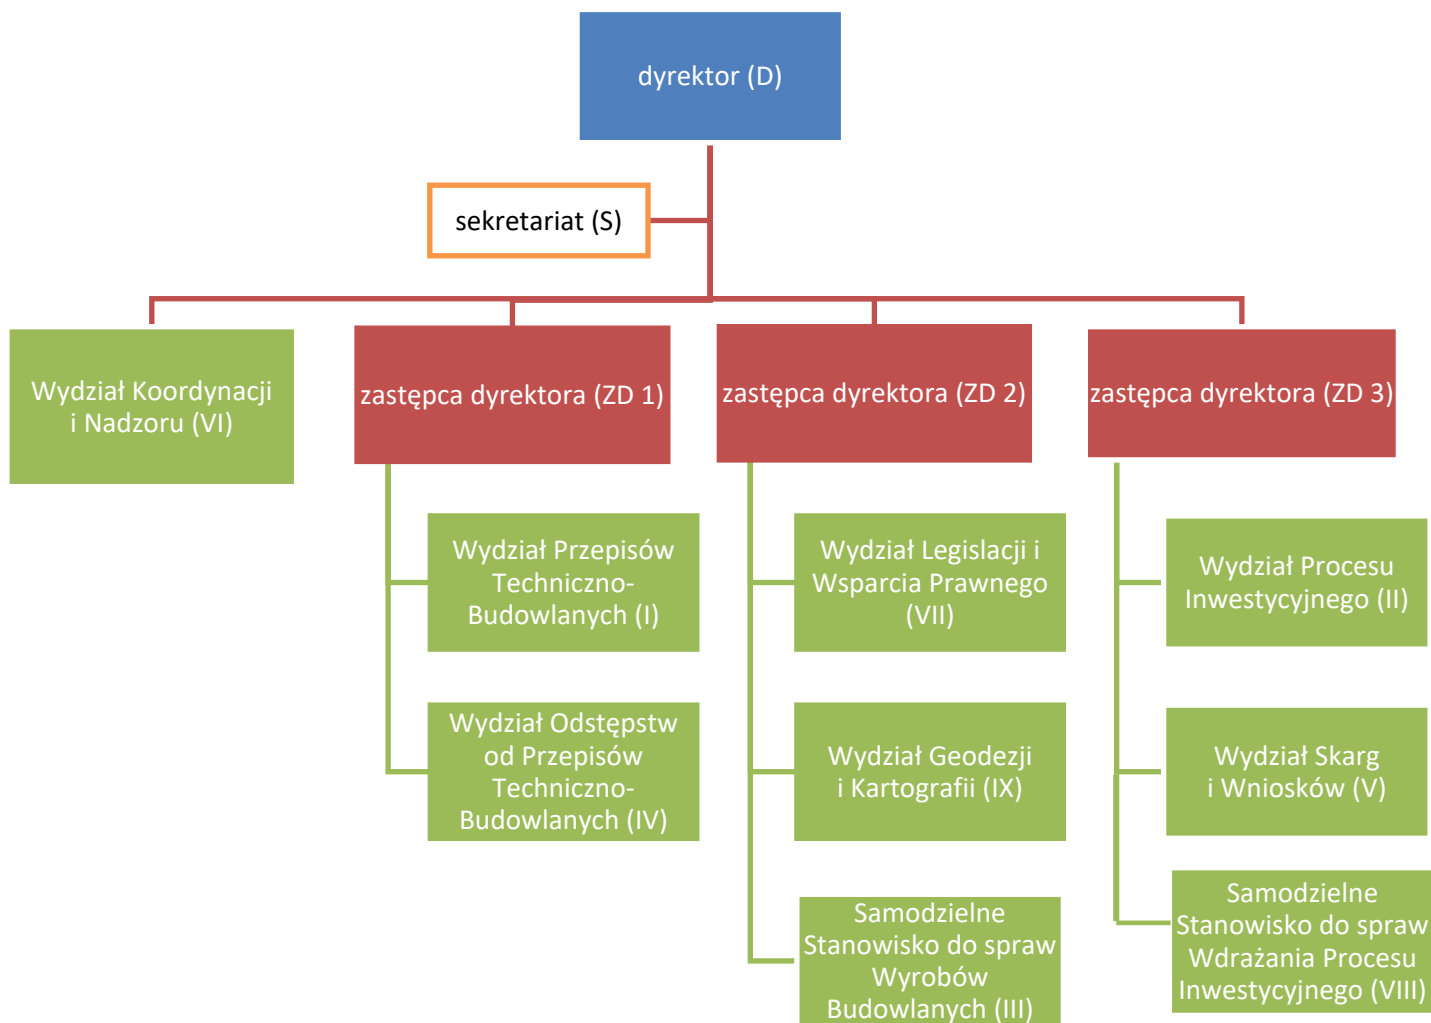 dyrektor (D)
sekretariat (S)
Wydział Koordynacji
i Nadzoru (VI)
zastępca dyrektora (ZD 1)
zastępca dyrektora (ZD 2)
zastępca dyrektora (ZD 3)
Wydział Przepisów
Techniczno-
Budowlanych (I)
Wydział Odstępstw
od Przepisów
Techniczno-
Budowlanych (IV)
Wydział Legislacji i
Wsparcia Prawnego
(VII)
Wydział Geodezji
i Kartografii (IX)
Samodzielne
Stanowisko do spraw
Wyrobów
Budowlanych (III)
Wydział Procesu
Inwestycyjnego (II)
Wydział Skarg
i Wniosków (V)
Samodzielne
Stanowisko do spraw
Wdrażania Procesu
Inwestycyjnego (VIII)